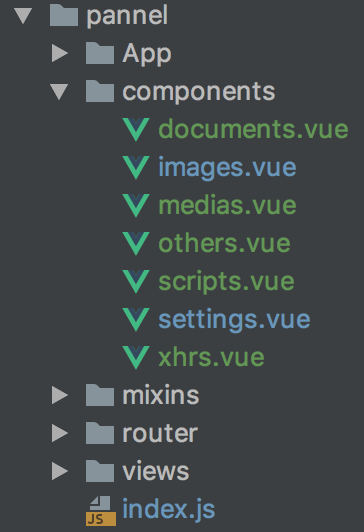 pannel
App
components
documents.vue
images.vue
medias.vue
others.vue
scripts.vue
settings.vue
xhrs.vue
mixins
router
views
JS index.js